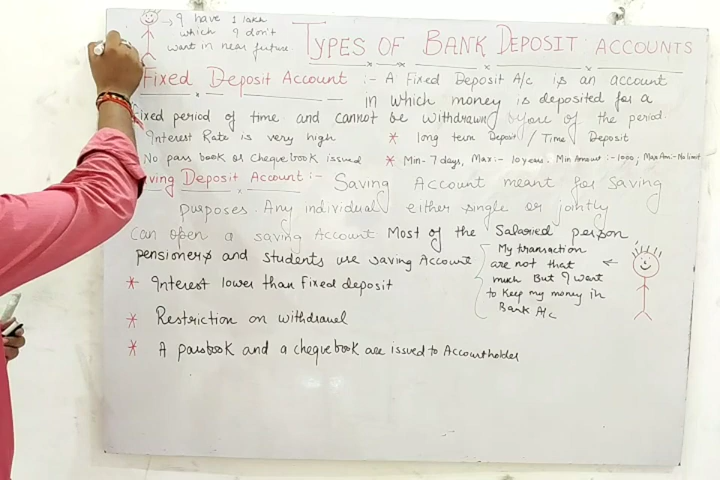 I have 1 lakh
which I don't
want in near future
TYPES OF BANK DEPOSIT ACCOUNTS
Fixed Deposit Account :- A Fixed Deposit A/c is an account
in which money is deposited for a
fixed period of time and cannot be withdrawn before of the period.
Interest Rate is very high
* long term Deposit / Time Deposit
No pass book or cheque book issued
* Min - 7 days, Max :- 10 years. Min Amount :- 1000; Max Am:- No limit
Saving Deposit Account :- Saving Account meant for saving
purposes. Any individual either single or jointly
Can open a saving Account Most of the Salaried person
pensioners and students use saving Account
My transaction
are not that
much But I want
to keep my money in
Bank A/c
* Interest lower than fixed deposit
* Restriction on withdrawel
* A passbook and a chequebook are issued to Accountholder